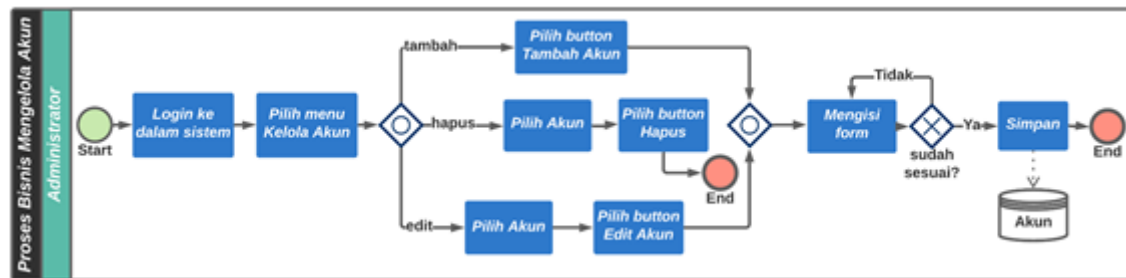 Proses Bisnis Mengelola Akun
Administrator
Start
Login ke
dalam sistem
Pilih menu
Kelola Akun
tambah
Pilih button
Tambah Akun
hapus
Pilih Akun
Pilih button
Hapus
End
edit
Pilih Akun
Pilih button
Edit Akun
Mengisi
form
Tidak
sudah
sesuai?
Ya
Simpan
End
Akun